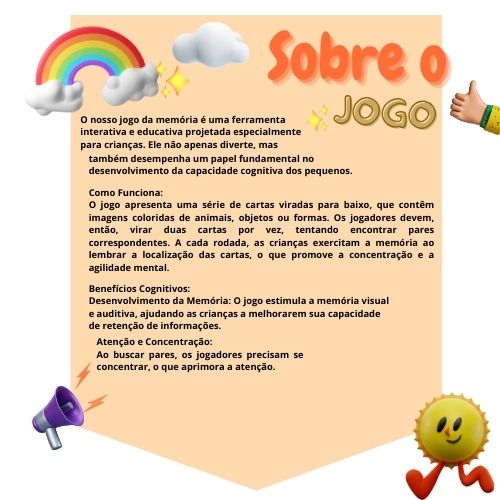 Sobre o
JOGO
O nosso jogo da memória é uma ferramenta
interativa e educativa projetada especialmente
para crianças. Ele não apenas diverte, mas
também desempenha um papel fundamental no
desenvolvimento da capacidade cognitiva dos pequenos.
Como Funciona:
O jogo apresenta uma série de cartas viradas para baixo, que contêm
imagens coloridas de animais, objetos ou formas. Os jogadores devem,
então, virar duas cartas por vez, tentando encontrar pares
correspondentes. A cada rodada, as crianças exercitam a memória ao
lembrar a localização das cartas, o que promove a concentração e a
agilidade mental.
Benefícios Cognitivos:
Desenvolvimento da Memória: O jogo estimula a memória visual
e auditiva, ajudando as crianças a melhorarem sua capacidade
de retenção de informações.
Atenção e Concentração:
Ao buscar pares, os jogadores precisam se
concentrar, o que aprimora a atenção.